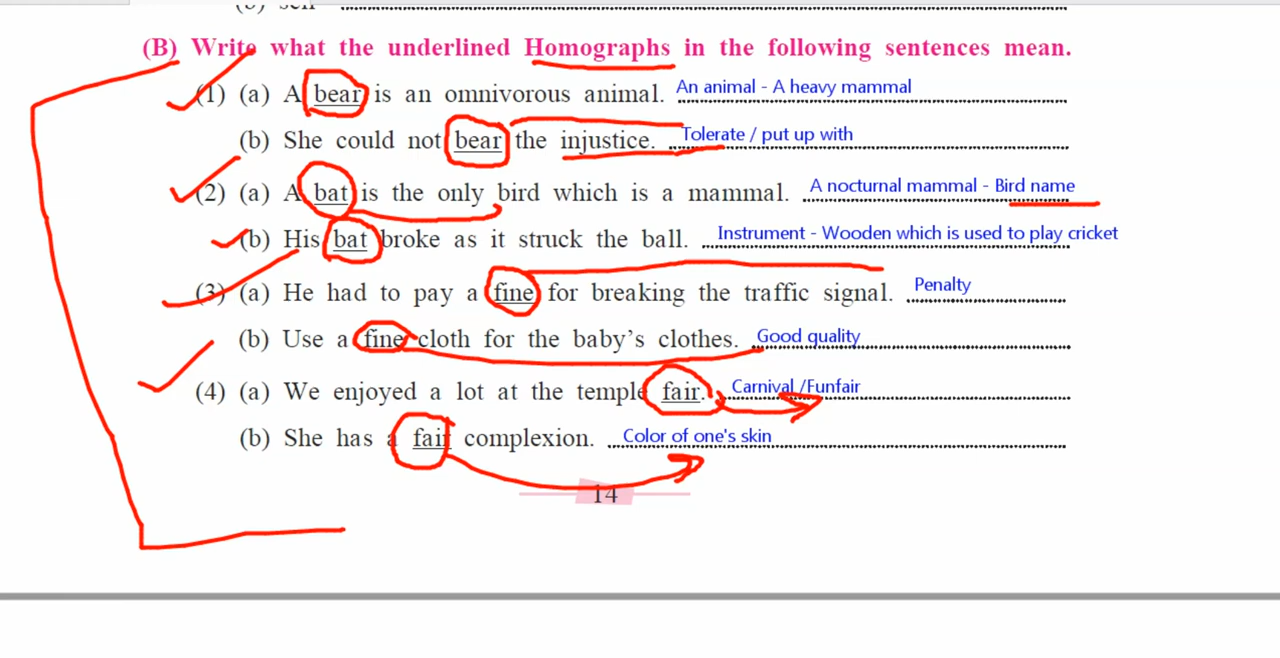 (B) Write what the underlined Homographs in the following sentences mean.
(1) (a) A bear is an omnivorous animal. An animal - A heavy mammal
(b) She could not bear the injustice. Tolerate / put up with
(2) (a) A bat is the only bird which is a mammal. A nocturnal mammal - Bird name
(b) His bat broke as it struck the ball. Instrument - Wooden which is used to play cricket
(3) (a) He had to pay a fine for breaking the traffic signal. Penalty
(b) Use a fine cloth for the baby's clothes. Good quality
(4) (a) We enjoyed a lot at the temple fair. Carnival /Funfair
(b) She has a fair complexion. Color of one's skin
14